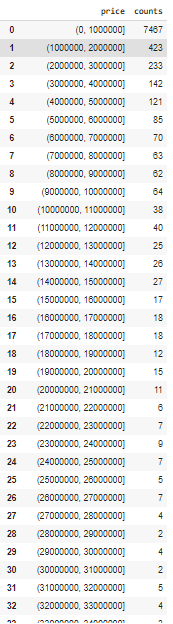 price counts
0 (0, 1000000] 7467
1 (1000000, 2000000] 423
2 (2000000, 3000000] 233
3 (3000000, 4000000] 142
4 (4000000, 5000000] 121
5 (5000000, 6000000] 85
6 (6000000, 7000000] 70
7 (7000000, 8000000] 63
8 (8000000, 9000000] 62
9 (9000000, 10000000] 64
10 (10000000, 11000000] 38
11 (11000000, 12000000] 40
12 (12000000, 13000000] 25
13 (13000000, 14000000] 26
14 (14000000, 15000000] 27
15 (15000000, 16000000] 17
16 (16000000, 17000000] 18
17 (17000000, 18000000] 18
18 (18000000, 19000000] 12
19 (19000000, 20000000] 15
20 (20000000, 21000000] 11
21 (21000000, 22000000] 6
22 (22000000, 23000000] 7
23 (23000000, 24000000] 9
24 (24000000, 25000000] 7
25 (25000000, 26000000] 5
26 (26000000, 27000000] 7
27 (27000000, 28000000] 4
28 (28000000, 29000000] 2
29 (29000000, 30000000] 4
30 (30000000, 31000000] 2
31 (31000000, 32000000] 5
32 (32000000, 33000000] 4